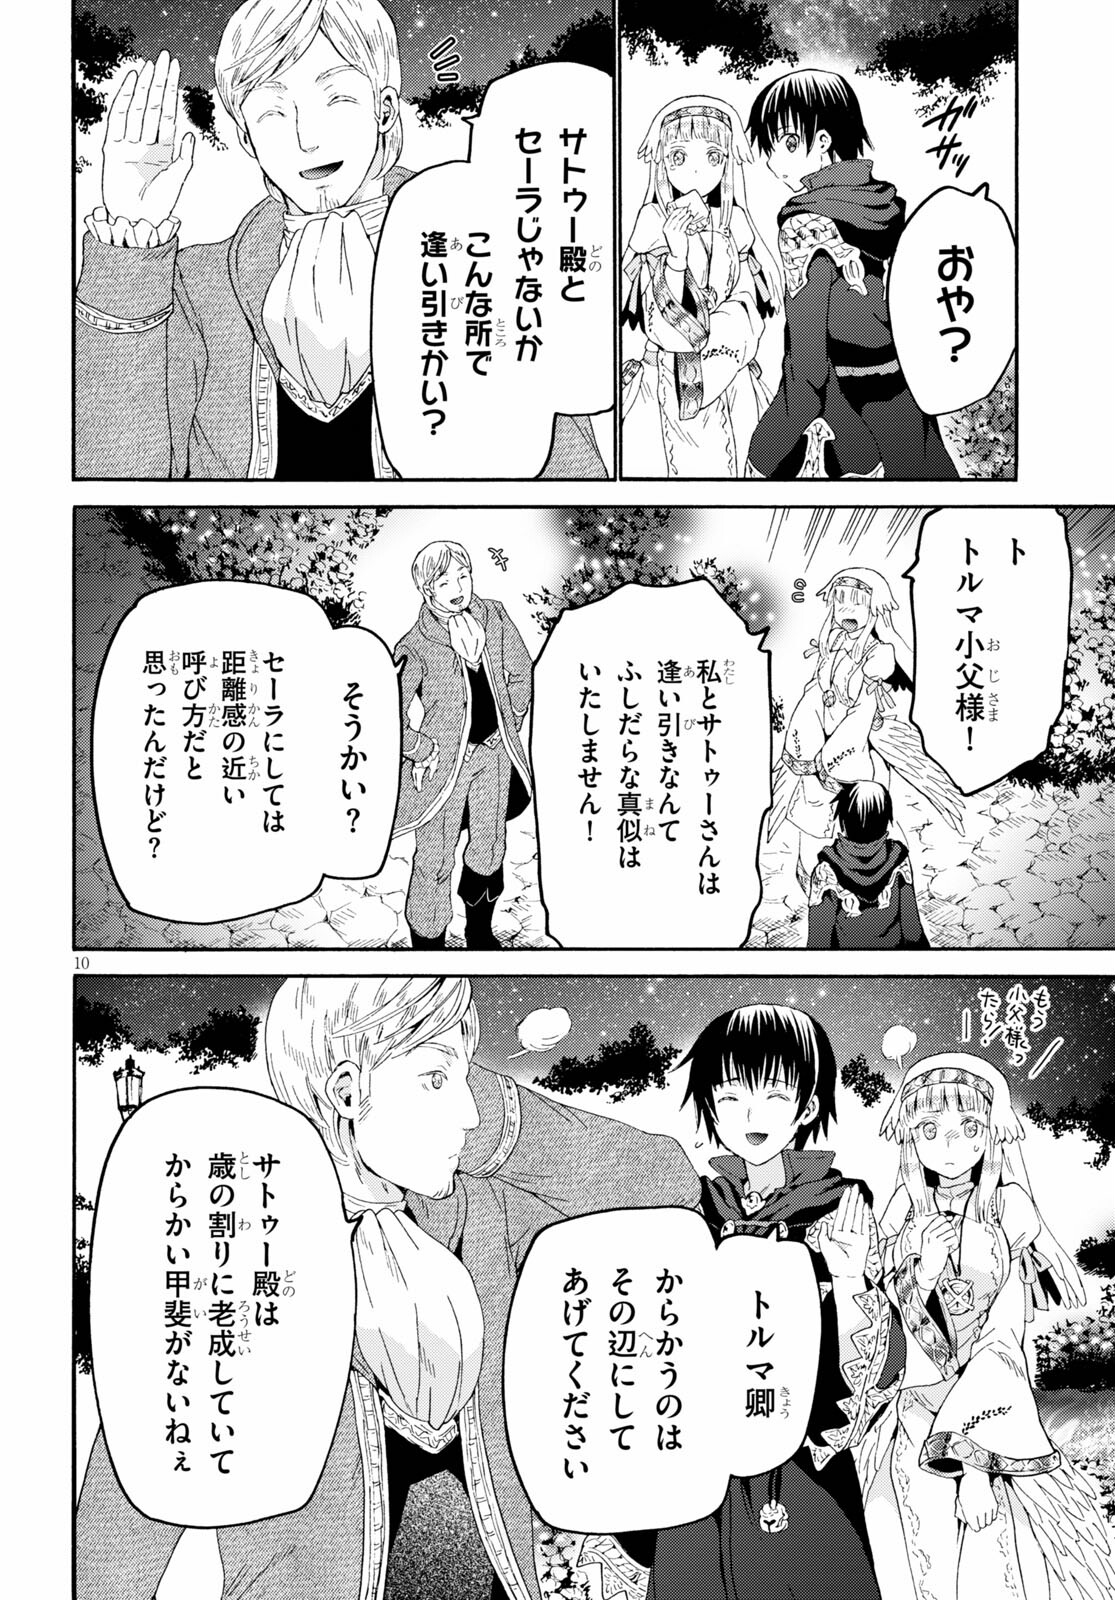 ガサッ
おや？
サトゥー殿と
セーラじゃないか
こんな所で
逢い引きかい？
ト
トルマ小父様！
私とサトゥーさんは
逢い引きなんて
ふしだらな真似は
いたしません！
そうかい？
セーラにしては
距離感の近い
呼び方だと
思ったんだけど？
10
もうっ
小父様っ
たら！
トルマ卿
からかうのは
その辺にして
あげてください
サトゥー殿は
歳の割りに老成していて
からかい甲斐がないねぇ